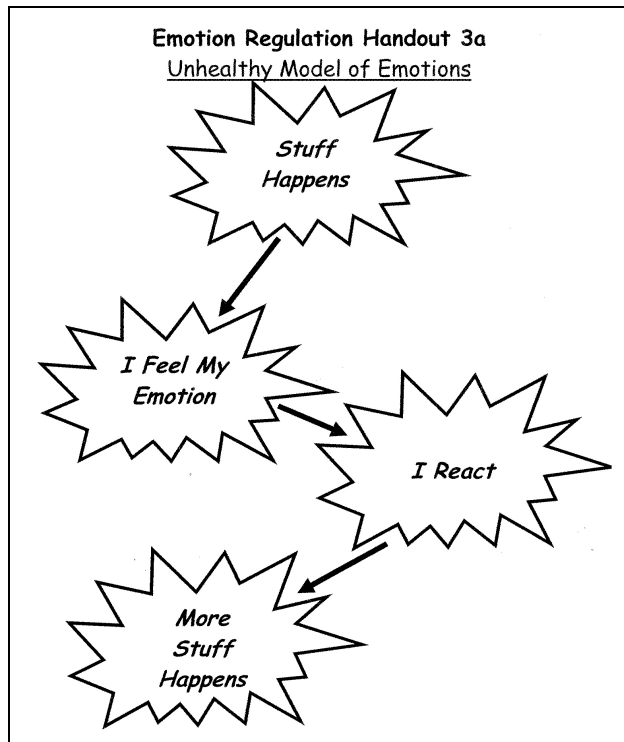 Emotion Regulation Handout 3a
Unhealthy Model of Emotions
Stuff
Happens
I Feel My
Emotion
I React
More
Stuff
Happens